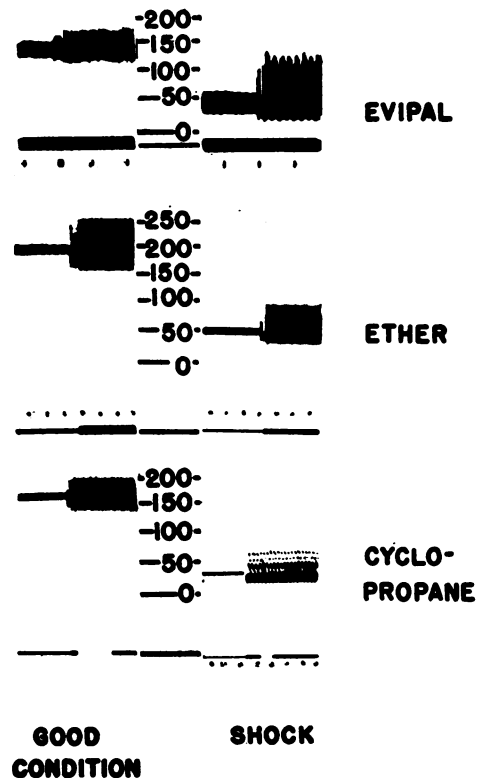 -200-
-150-
-100-
-50-
-0-
EVIPAL
-250-
-200-
-150-
-100-
-50-
-0-
ETHER
-200-
-150-
-100-
-50-
-0-
CYCLO-
PROPANE
GOOD
CONDITION
SHOCK